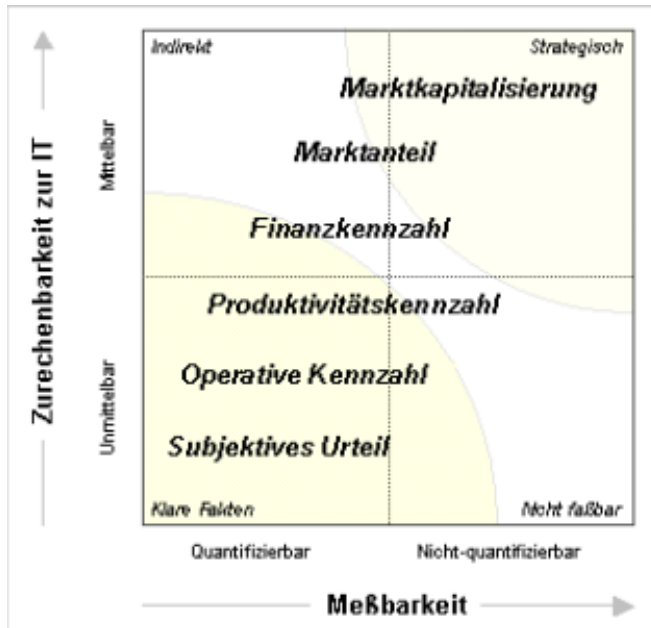 Indirekt
Strategisch
Marktkapitalisierung
Marktanteil
Finanzkennzahl
Produktivitätskennzahl
Operative Kennzahl
Subjektives Urteil
Klare Fakten
Nicht faßbar
Zurechenbarkeit zur IT
Mittelbar
Unmittelbar
Quantifizierbar
Nicht-quantifizierbar
Meßbarkeit